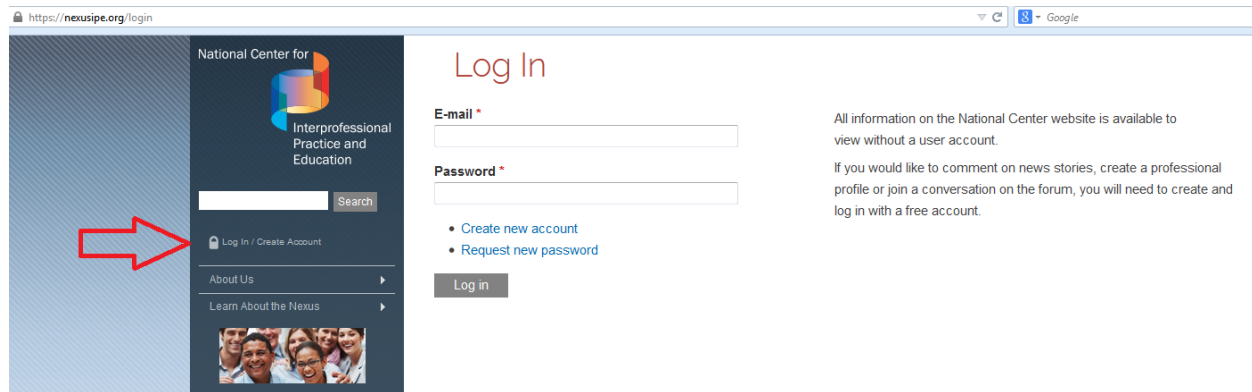 https://nexusipe.org/login
Google
National Center for
Interprofessional
Practice and
Education
Search
Log In / Create Account
About Us
Learn About the Nexus
Log In
E-mail *
Password *
Create new account
Request new password
Log in
All information on the National Center website is available to
view without a user account.
If you would like to comment on news stories, create a professional
profile or join a conversation on the forum, you will need to create and
log in with a free account.